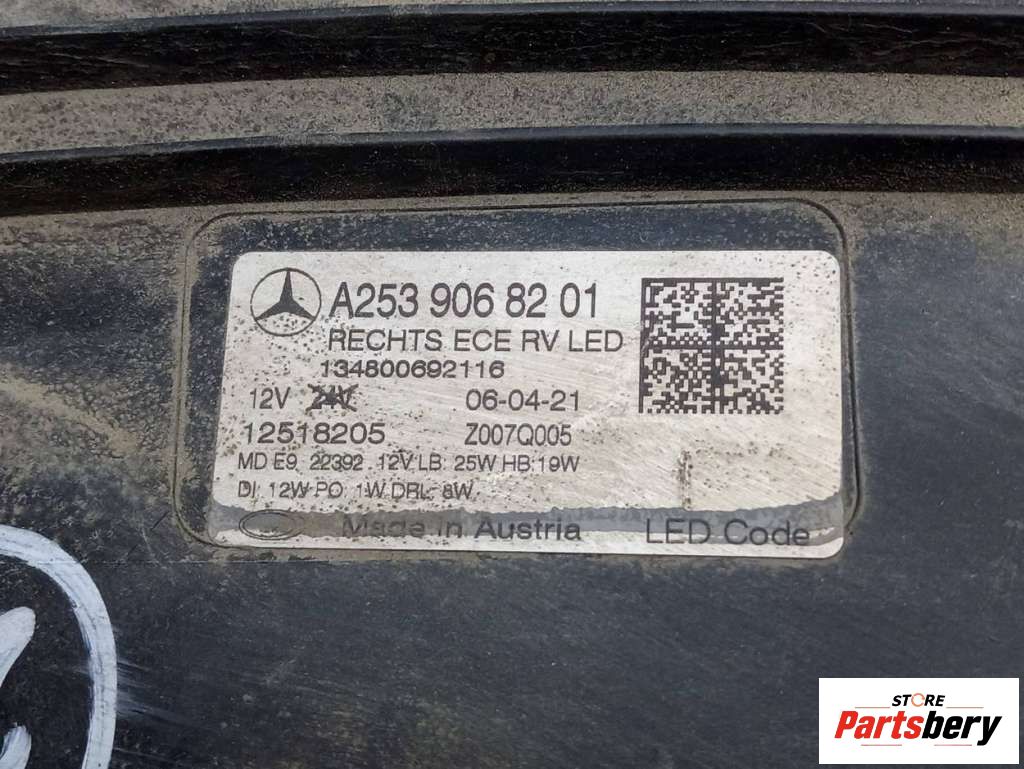 A253 906 82 01
RECHTS ECE RV LED
134800692116
12V 24V 06-04-21
12518205 Z007Q005
MD E9 22392 12V LB: 25W HB:19W
DI: 12W PO: 1W DRL: 8W
Made in Austria LED Code
STORE
Partsbery